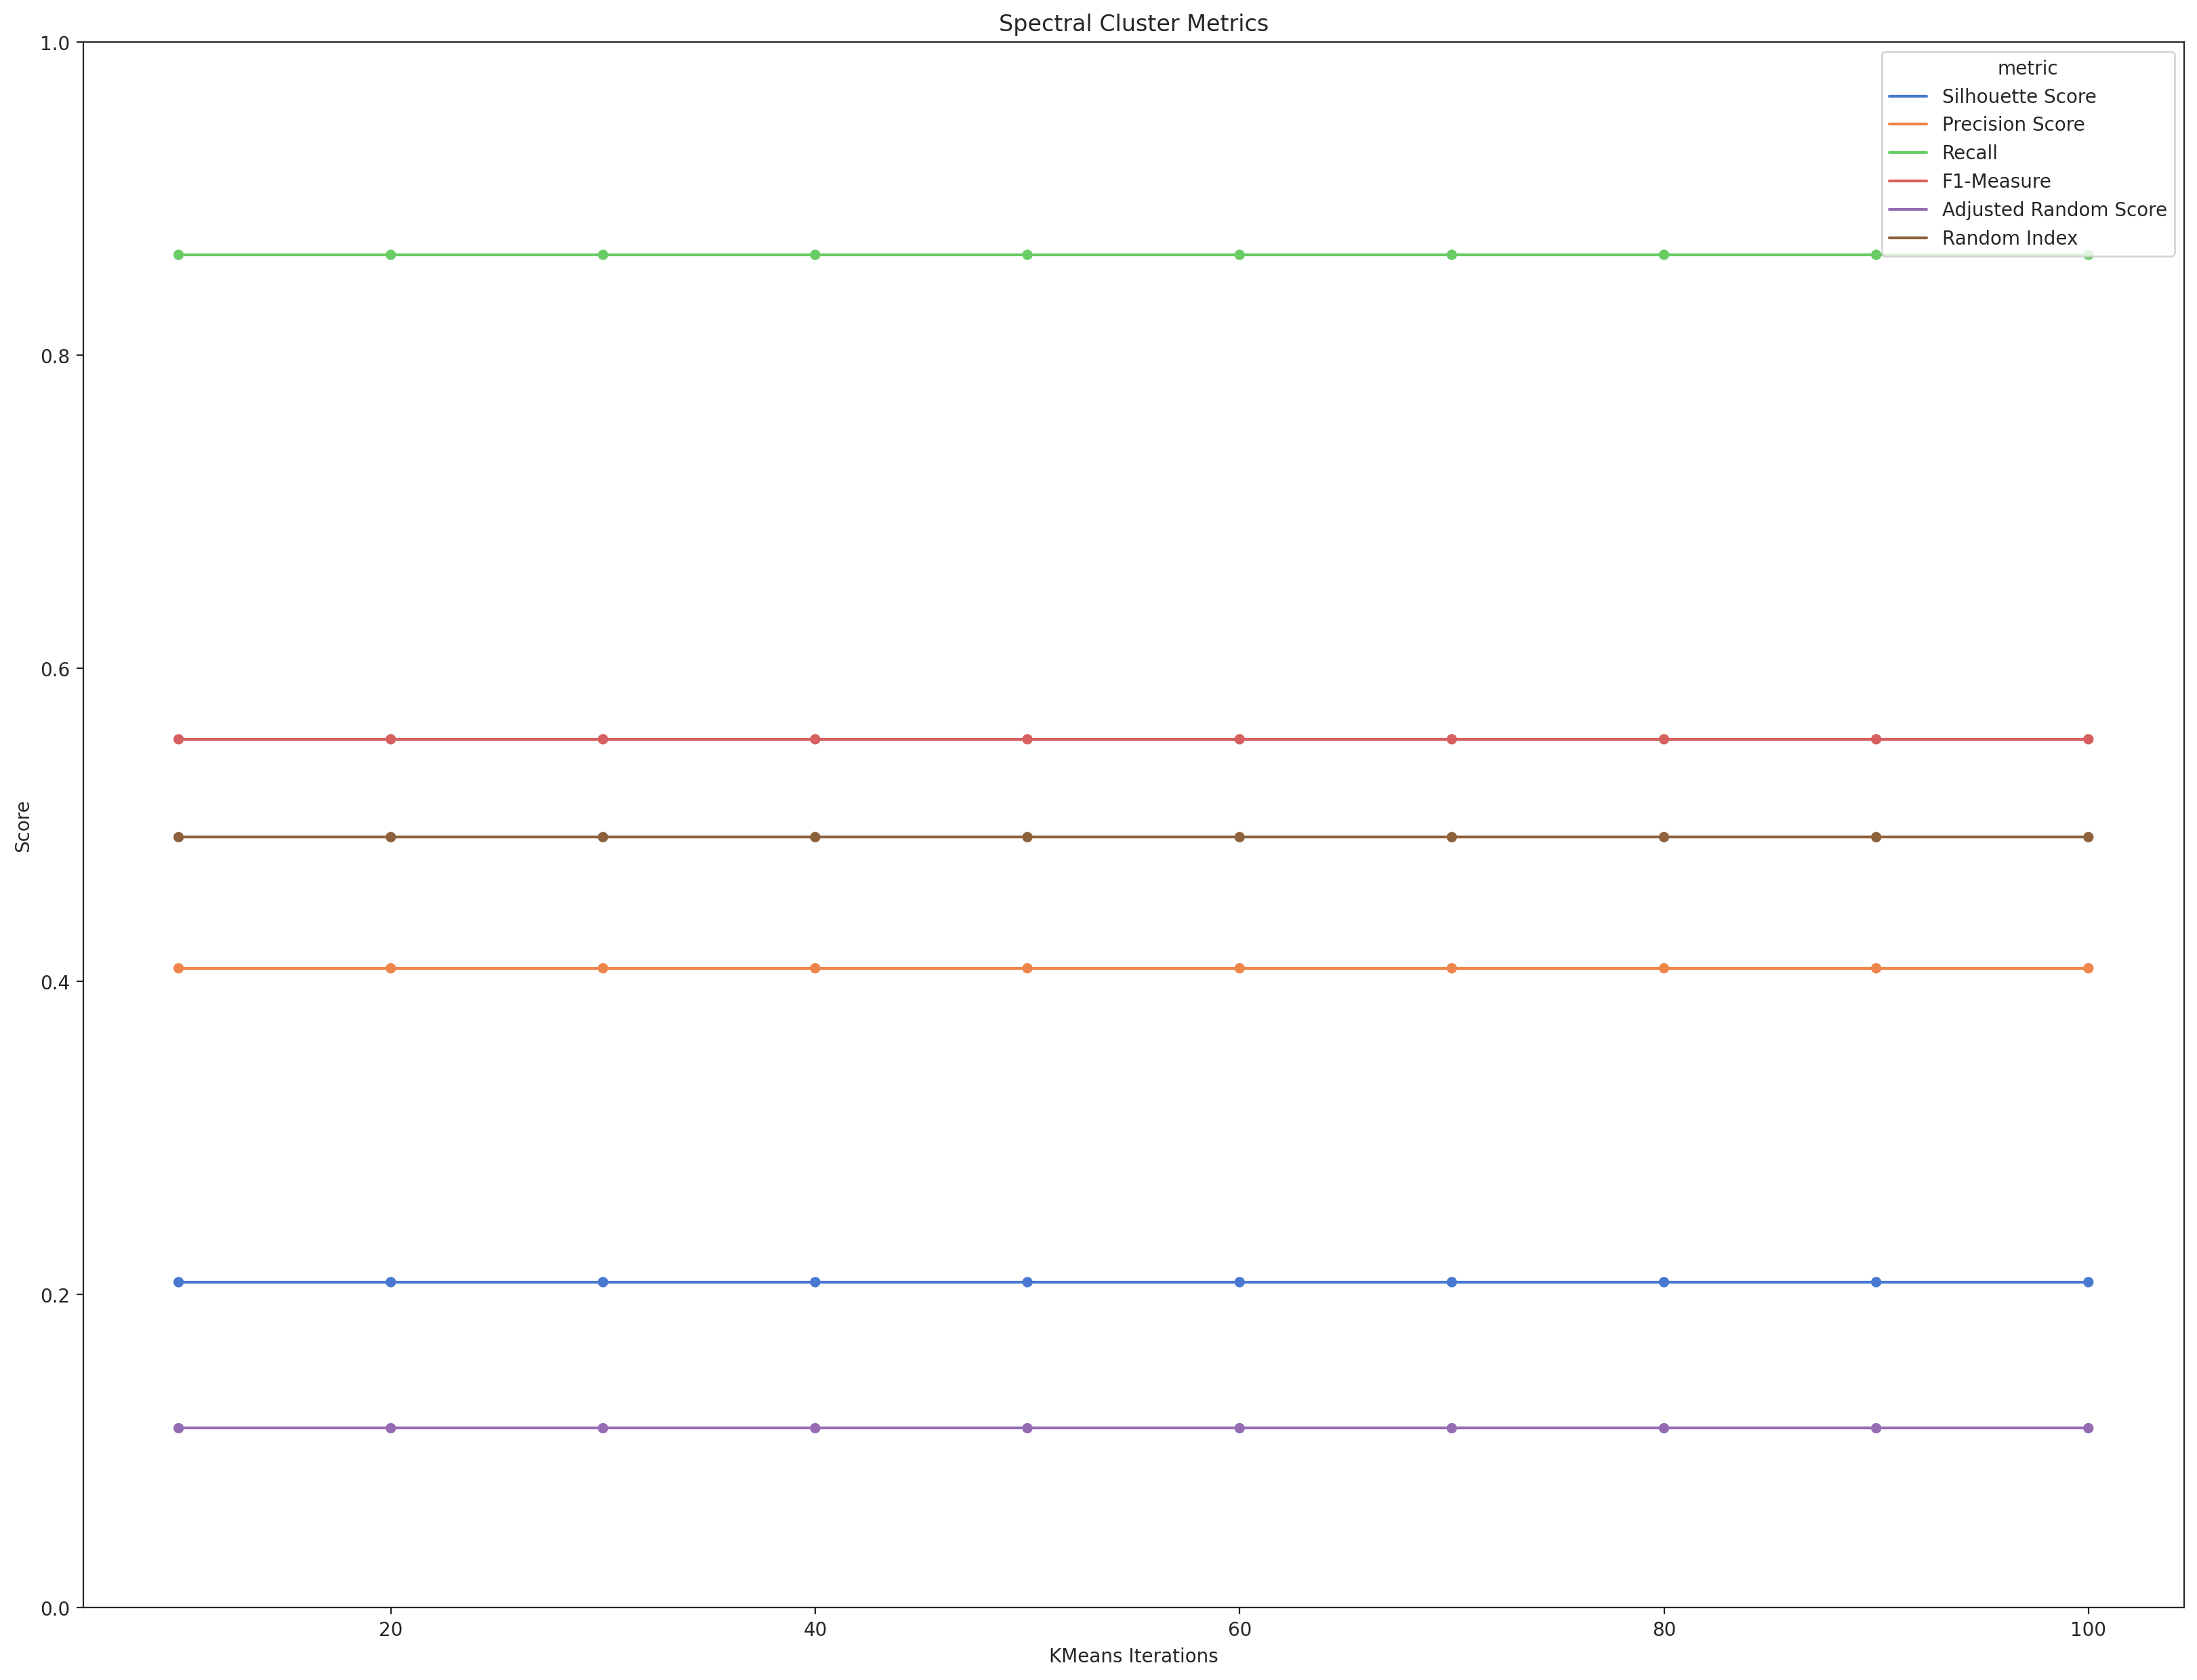 Spectral Cluster Metrics
1.0
0.8
0.6
0.4
0.2
0.0
Score
metric
Silhouette Score
Precision Score
Recall
F1-Measure
Adjusted Random Score
Random Index
20 40 60 80 100
KMeans Iterations